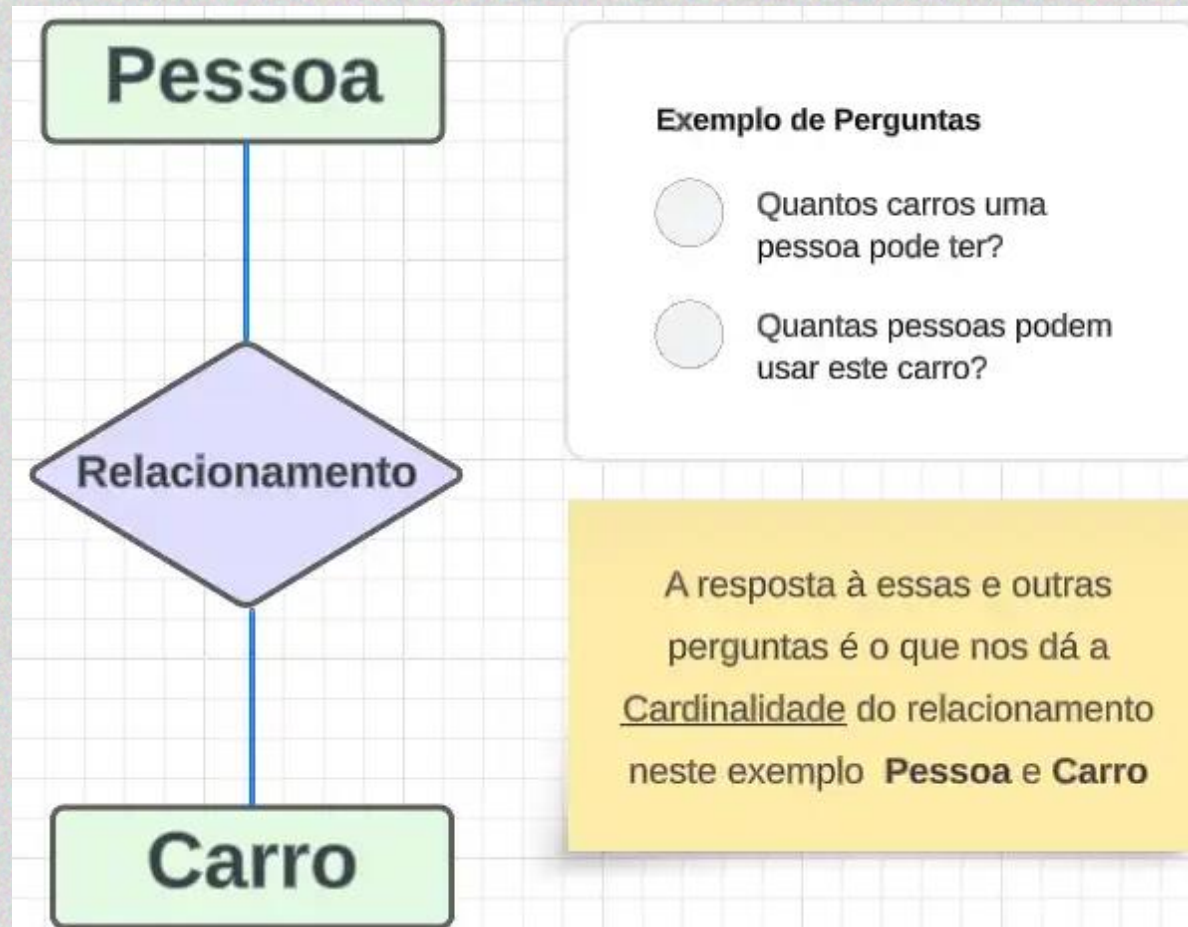 Pessoa
Relacionamento
Carro
Exemplo de Perguntas
Quantos carros uma
pessoa pode ter?
Quantas pessoas podem
usar este carro?
A resposta à essas e outras
perguntas é o que nos dá a
Cardinalidade do relacionamento
neste exemplo Pessoa e Carro